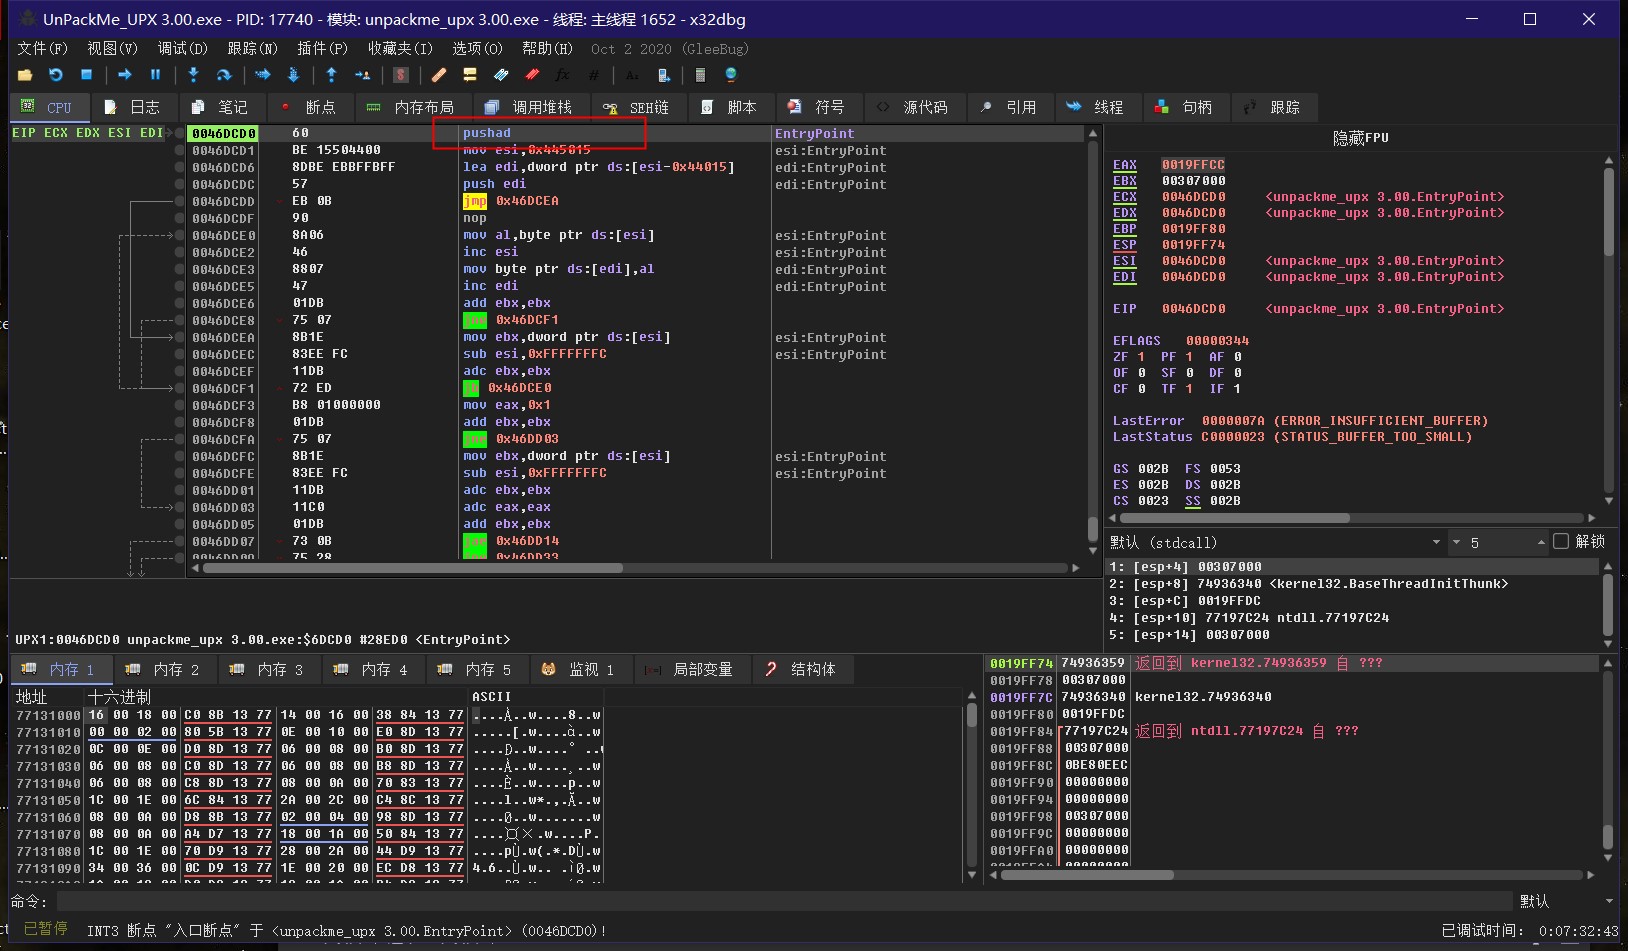 UnPackMe_UPX 3.00.exe - PID: 17740 - 模块: unpackme_upx 3.00.exe - 线程: 主线程 1652 - x32dbg
文件(F) 视图(V) 调试(D) 跟踪(N) 插件(P) 收藏夹(I) 选项(O) 帮助(H) Oct 2 2020 (GleeBug)
CPU 日志 笔记 断点 内存布局 调用堆栈 SEH链 脚本 符号 源代码 引用 线程 句柄 跟踪
EIP ECX EDX ESI EDI
0046DCD0 60 pushad EntryPoint
0046DCD1 BE 15504400 mov esi,0x445015 esi:EntryPoint
0046DCD6 8DBE EBBFFBFF lea edi,dword ptr ds:[esi-0x44015] edi:EntryPoint
0046DCDC 57 push edi edi:EntryPoint
0046DCDD EB 0B jmp 0x46DCEA
0046DCDF 90 nop
0046DCE0 8A06 mov al,byte ptr ds:[esi] esi:EntryPoint
0046DCE2 46 inc esi esi:EntryPoint
0046DCE3 8807 mov byte ptr ds:[edi],al edi:EntryPoint
0046DCE5 47 inc edi edi:EntryPoint
0046DCE6 01DB add ebx,ebx
0046DCE8 75 07 0x46DCF1
0046DCEA 8B1E mov ebx,dword ptr ds:[esi] esi:EntryPoint
0046DCEC 83EE FC sub esi,0xFFFFFFFC esi:EntryPoint
0046DCEF 11DB adc ebx,ebx
0046DCF1 72 ED 0x46DCE0
0046DCF3 B8 01000000 mov eax,0x1
0046DCF8 01DB add ebx,ebx
0046DCFA 75 07 0x46DD03
0046DCFC 8B1E mov ebx,dword ptr ds:[esi] esi:EntryPoint
0046DCFE 83EE FC sub esi,0xFFFFFFFC esi:EntryPoint
0046DD01 11DB adc ebx,ebx
0046DD03 11C0 adc eax,eax
0046DD05 01DB add ebx,ebx
0046DD07 73 0B 0x46DD14
0046DD09 75 28 0x46DD33
隐藏FPU
EAX 0019FFCC
EBX 00307000
ECX 0046DCD0 <unpackme_upx 3.00.EntryPoint>
EDX 0046DCD0 <unpackme_upx 3.00.EntryPoint>
EBP 0019FF80
ESP 0019FF74
ESI 0046DCD0 <unpackme_upx 3.00.EntryPoint>
EDI 0046DCD0 <unpackme_upx 3.00.EntryPoint>
EIP 0046DCD0 <unpackme_upx 3.00.EntryPoint>
EFLAGS 00000344
ZF 1 PF 1 AF 0
OF 0 SF 0 DF 0
CF 0 TF 1 IF 1
LastError 0000007A (ERROR_INSUFFICIENT_BUFFER)
LastStatus C0000023 (STATUS_BUFFER_TOO_SMALL)
GS 002B FS 0053
ES 002B DS 002B
CS 0023 SS 002B
默认 (stdcall) 5 解锁
1: [esp+4] 00307000
2: [esp+8] 74936340 <kernel32.BaseThreadInitThunk>
3: [esp+C] 0019FFDC
4: [esp+10] 77197C24 ntdll.77197C24
5: [esp+14] 00307000
UPX1:0046DCD0 unpackme_upx 3.00.exe:$6DCD0 #28ED0 <EntryPoint>
内存 1 内存 2 内存 3 内存 4 内存 5 监视 1 局部变量 结构体
地址 十六进制 ASCII
77131000 16 00 18 00 C0 8B 13 77 14 00 16 00 38 84 13 77 ....À..w....8..w
77131010 00 00 02 00 80 5B 13 77 0E 00 10 00 E0 8D 13 77 .....[.w....à..w
77131020 0C 00 0E 00 D0 8D 13 77 06 00 08 00 B0 8D 13 77
77131030 06 00 08 00 C0 8D 13 77 06 00 08 00 B8 8D 13 77 ....À..w....¸..w
77131040 06 00 08 00 C8 8D 13 77 08 00 0A 00 70 83 13 77 ....È..w....p..w
77131050 1C 00 1E 00 6C 84 13 77 2A 00 2C 00 C4 8C 13 77 ....l..w*.,.Ä..w
77131060 08 00 0A 00 D8 8B 13 77 02 00 04 00 98 8D 13 77 ....Ø..w.......w
77131070 08 00 0A 00 A4 D7 13 77 18 00 1A 00 50 84 13 77 ....¤×.w....P..
77131080 1C 00 1E 00 70 D9 13 77 28 00 2A 00 44 D9 13 77 ....pÙ.w(.*.DÙ.w
77131090 34 00 36 00 0C D9 13 77 1E 00 20 00 EC D8 13 77 4.6..Ù.w.. .ìØ.w
0019FF74 74936359 返回到 kernel32.74936359 自 ???
0019FF78 00307000
0019FF7C 74936340 kernel32.74936340
0019FF80 0019FFDC
0019FF84 77197C24 返回到 ntdll.77197C24 自 ???
0019FF88 00307000
0019FF8C 0BE80EEC
0019FF90 00000000
0019FF94 00000000
0019FF98 00307000
0019FF9C 00000000
0019FFA0 00000000
命令: 默认
已暂停 INT3 断点 "入口断点" 于 <unpackme_upx 3.00.EntryPoint> (0046DCD0)! 已调试时间: 0:07:32:43